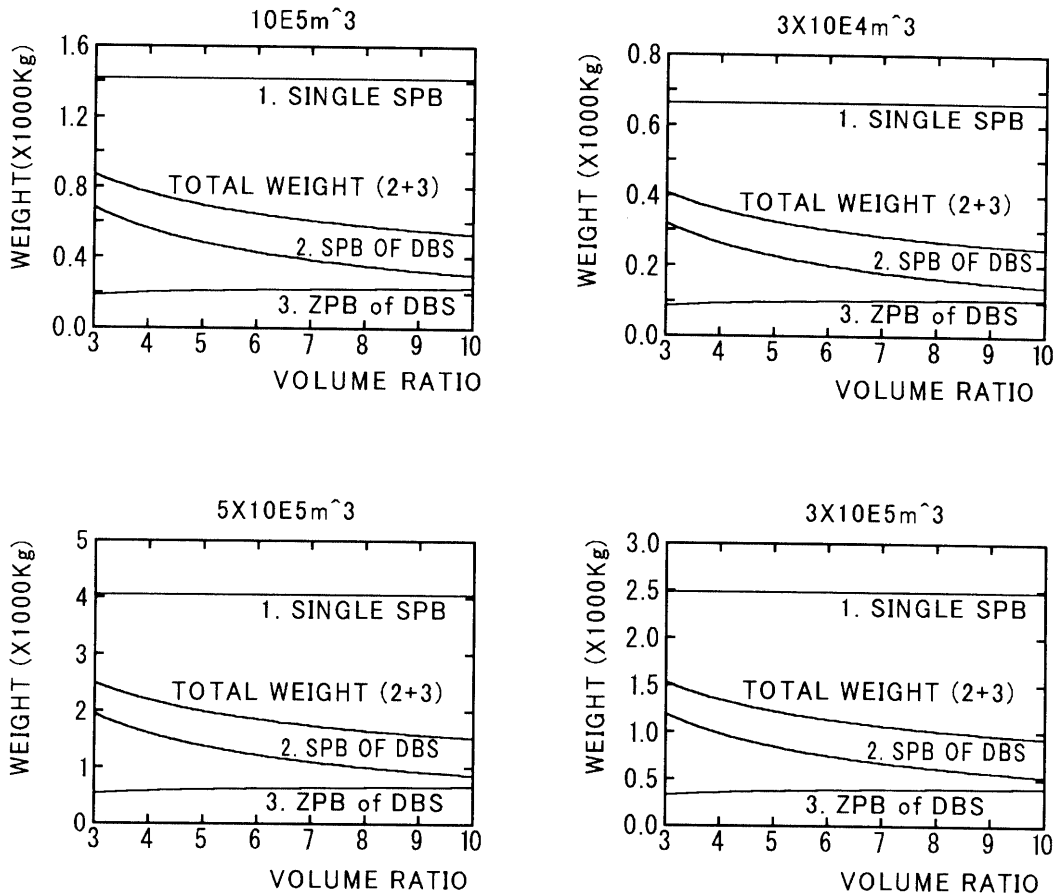 10E5m^3
WEIGHT(X1000Kg)
1.6
1.2
0.8
0.4
0.0
1. SINGLE SPB
TOTAL WEIGHT (2+3)
2. SPB OF DBS
3. ZPB of DBS
3 4 5 6 7 8 9 10
VOLUME RATIO
3X10E4m^3
WEIGHT (X1000Kg)
0.8
0.6
0.4
0.2
0.0
1. SINGLE SPB
TOTAL WEIGHT (2+3)
2. SPB OF DBS
3. ZPB of DBS
3 4 5 6 7 8 9 10
VOLUME RATIO
5X10E5m^3
WEIGHT (X1000Kg)
5
4
3
2
1
0
1. SINGLE SPB
TOTAL WEIGHT (2+3)
2. SPB OF DBS
3. ZPB of DBS
3 4 5 6 7 8 9 10
VOLUME RATIO
3X10E5m^3
WEIGHT (X1000Kg)
3.0
2.5
2.0
1.5
1.0
0.5
0.0
1. SINGLE SPB
TOTAL WEIGHT (2+3)
2. SPB OF DBS
3. ZPB of DBS
3 4 5 6 7 8 9 10
VOLUME RATIO